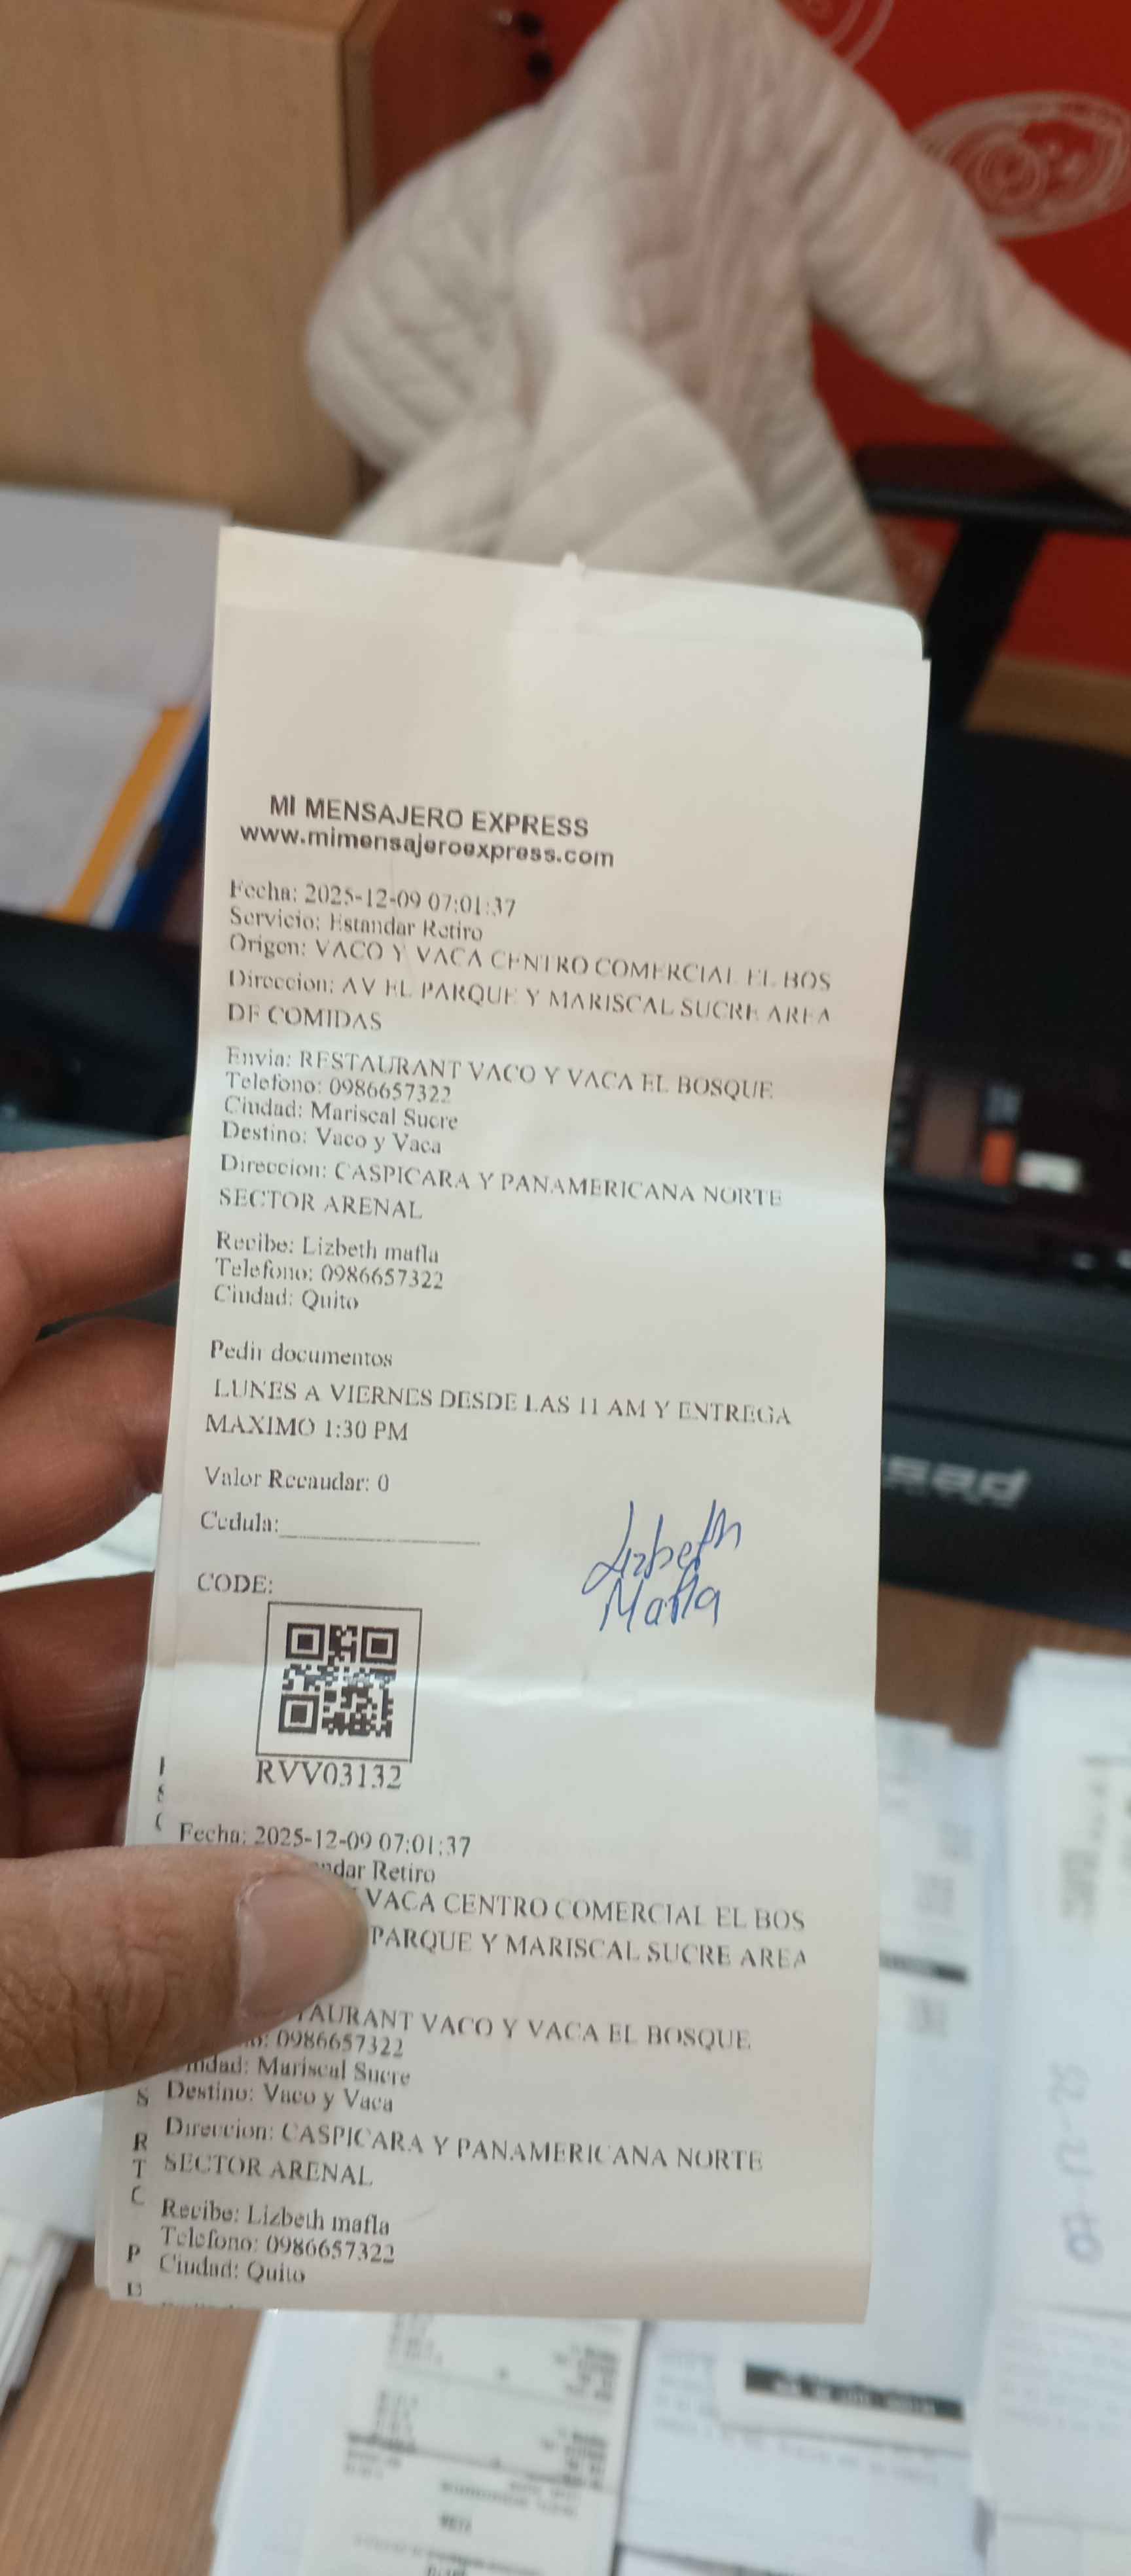 MI MENSAJERO EXPRESS
www.mimensajeroexpress.com
Fecha: 2025-12-09 07:01:37
Servicio: Estandar Retiro
Origen: VACO Y VACA CENTRO COMERCIAL EL BOS
Direccion: AV EL PARQUE Y MARISCAL SUCRE AREA
DE COMIDAS
Envia: RESTAURANT VACO Y VACA EL BOSQUE
Telefono: 0986657322
Ciudad: Mariscal Sucre
Destino: Vaco y Vaca
Direccion: CASPICARA Y PANAMERICANA NORTE
SECTOR ARENAL
Recibe: Lizbeth mafla
Telefono: 0986657322
Ciudad: Quito
Pedir documentos
LUNES A VIERNES DESDE LAS 11 AM Y ENTREGA
MAXIMO 1:30 PM
Valor Recaudar: 0
Cedula:
Lizbeth
Mafla
CODE:
RVV03132
Fecha: 2025-12-09 07:01:37
ndar Retiro
VACA CENTRO COMERCIAL EL BOS
PARQUE Y MARISCAL SUCRE AREA
TAURANT VACO Y VACA EL BOSQUE
0986657322
Mariscal Sucre
S Destino: Vaco y Vaca
Direccion: CASPICARA Y PANAMERICANA NORTE
R
T SECTOR ARENAL
C
Recibe: Lizbeth mafla
Telefono: 0986657322
P Ciudad: Quito